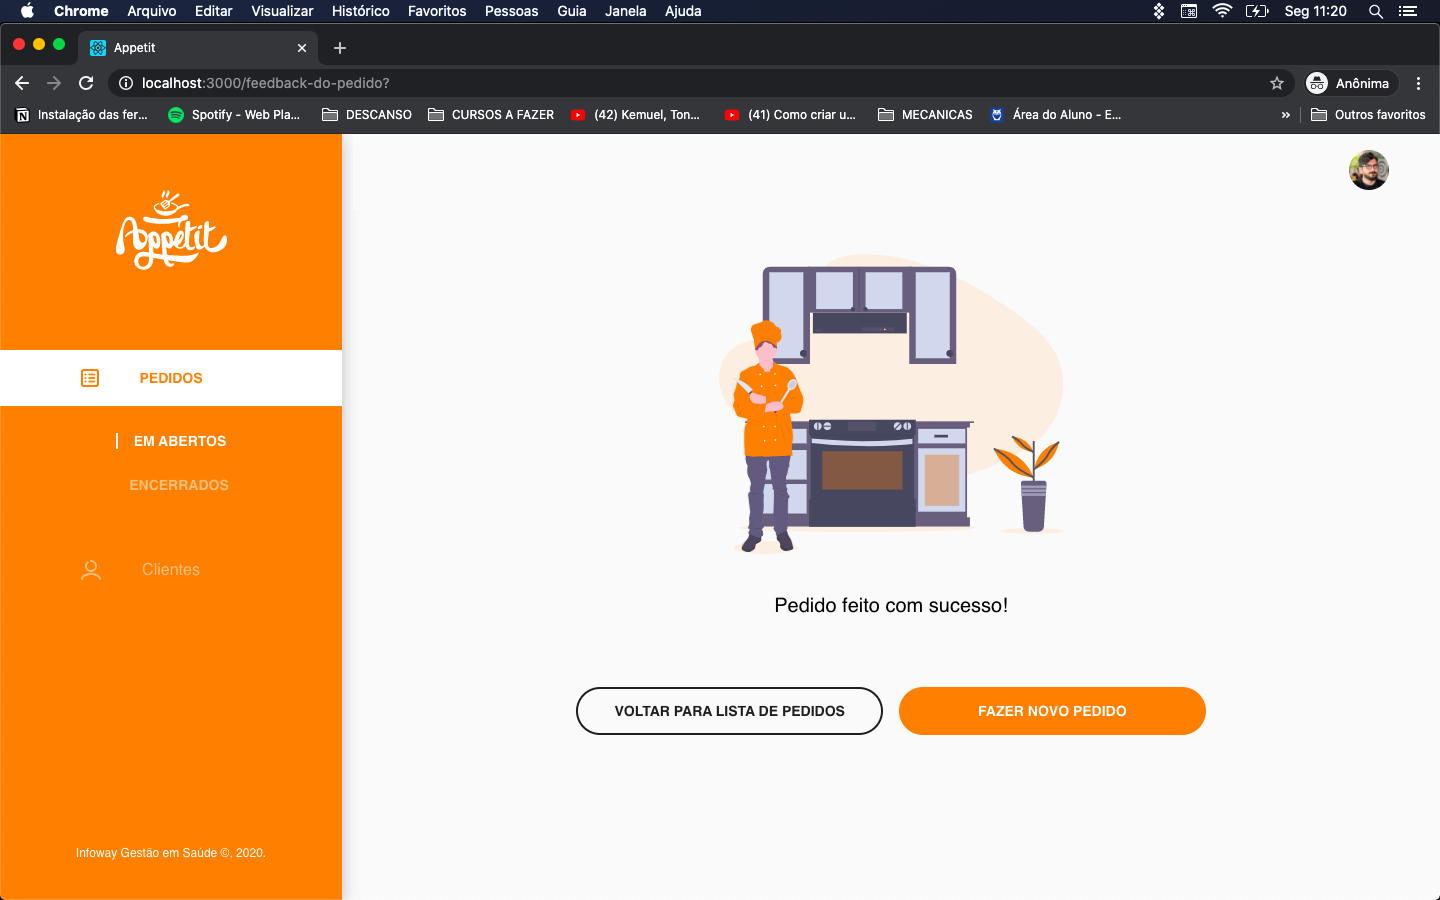 Chrome Arquivo Editar Visualizar Histórico Favoritos Pessoas Guia Janela Ajuda Seg 11:20
Appetit
localhost:3000/feedback-do-pedido? Anônima
Instalação das fer... Spotify - Web Pla... DESCANSO CURSOS A FAZER (42) Kemuel, Ton... (41) Como criar u... MECANICAS Área do Aluno - E... » Outros favoritos
Appétit
PEDIDOS
EM ABERTOS
ENCERRADOS
Clientes
Pedido feito com sucesso!
VOLTAR PARA LISTA DE PEDIDOS FAZER NOVO PEDIDO
Infoway Gestão em Saúde ©, 2020.